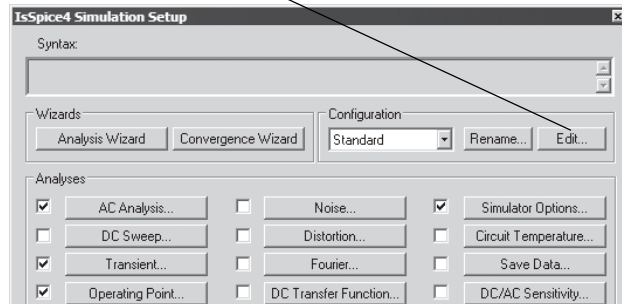 IsSpice4 Simulation Setup
Syntax:
Wizards
Analysis Wizard Convergence Wizard
Configuration
Standard Rename... Edit...
Analyses
AC Analysis... Noise... Simulator Options...
DC Sweep... Distortion... Circuit Temperature...
Transient... Fourier... Save Data...
Operating Point... DC Transfer Function... DC/AC Sensitivity...